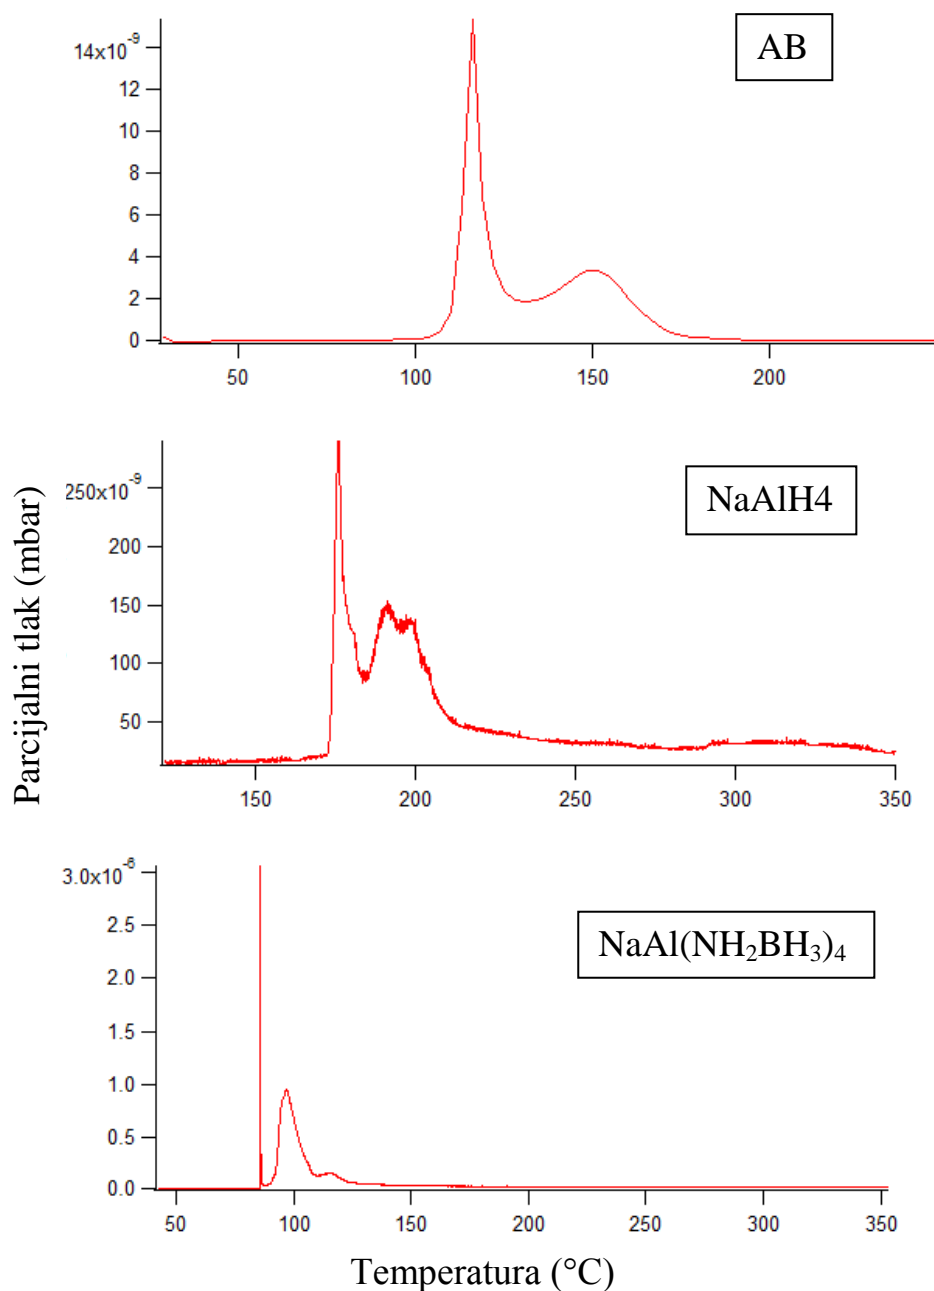 AB
14x10⁻⁹
12
10
8
6
4
2
0
50 100 150 200
Parcijalni tlak (mbar)
NaAlH4
250x10⁻⁹
200
150
100
50
150 200 250 300 350
NaAl(NH₂BH₃)₄
3.0x10⁻⁶
2.5
2.0
1.5
1.0
0.5
0.0
50 100 150 200 250 300 350
Temperatura (°C)